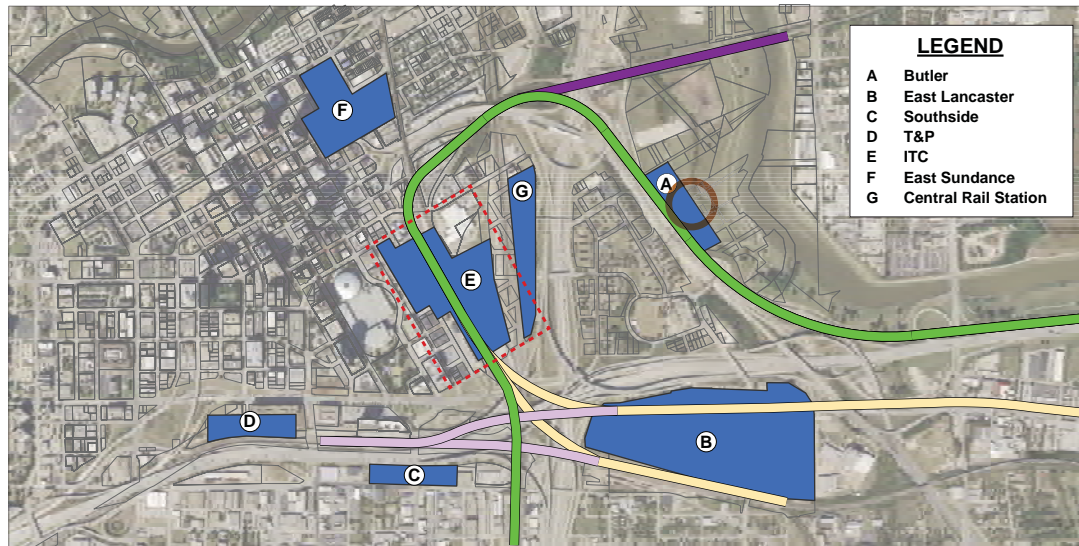 LEGEND
A Butler
B East Lancaster
C Southside
D T&P
E ITC
F East Sundance
G Central Rail Station
F
G
A
E
D
B
C